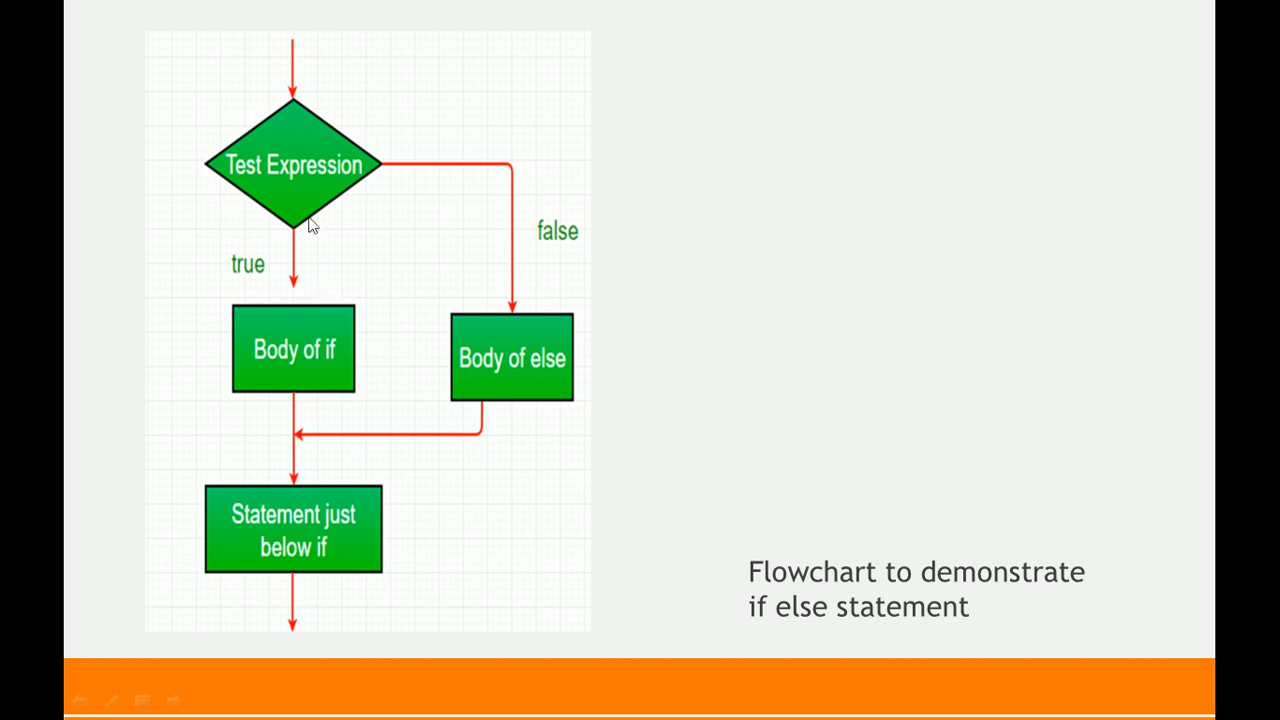 Test Expression
false
true
Body of if
Body of else
Statement just
below if
Flowchart to demonstrate
if else statement